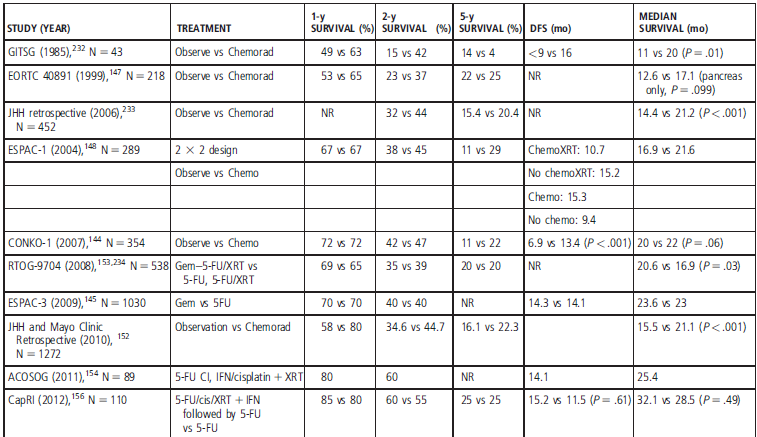 STUDY (YEAR) TREATMENT 1-y SURVIVAL (%) 2-y SURVIVAL (%) 5-y SURVIVAL (%) DFS (mo) MEDIAN SURVIVAL (mo)
GITSG (1985),232 N = 43 Observe vs Chemorad 49 vs 63 15 vs 42 14 vs 4 <9 vs 16 11 vs 20 (P = .01)
EORTC 40891 (1999),147 N = 218 Observe vs Chemorad 53 vs 65 23 vs 37 22 vs 25 NR 12.6 vs 17.1 (pancreas
only, P = .099)
JHH retrospective (2006),233 Observe vs Chemorad NR 32 vs 44 15.4 vs 20.4 NR 14.4 vs 21.2 (P < .001)
N = 452
ESPAC-1 (2004),148 N = 289 2 × 2 design 67 vs 67 38 vs 45 11 vs 29 ChemoXRT: 10.7 16.9 vs 21.6
Observe vs Chemo No chemoXRT: 15.2
Chemo: 15.3
No chemo: 9.4
CONKO-1 (2007),144 N = 354 Observe vs Chemo 72 vs 72 42 vs 47 11 vs 22 6.9 vs 13.4 (P < .001) 20 vs 22 (P = .06)
RTOG-9704 (2008),153,234 N = 538 Gem–5-FU/XRT vs 69 vs 65 35 vs 39 20 vs 20 NR 20.6 vs 16.9 (P = .03)
5-FU, 5-FU/XRT
ESPAC-3 (2009),145 N = 1030 Gem vs 5FU 70 vs 70 40 vs 40 NR 14.3 vs 14.1 23.6 vs 23
JHH and Mayo Clinic Observation vs Chemorad 58 vs 80 34.6 vs 44.7 16.1 vs 22.3 15.5 vs 21.1 (P < .001)
Retrospective (2010), 152
N = 1272
ACOSOG (2011),154 N = 89 5-FU CI, IFN/cisplatin + XRT 80 60 NR 14.1 25.4
CapRI (2012),156 N = 110 5-FU/cis/XRT + IFN 85 vs 80 60 vs 55 25 vs 25 15.2 vs 11.5 (P = .61) 32.1 vs 28.5 (P = .49)
followed by 5-FU
vs 5-FU